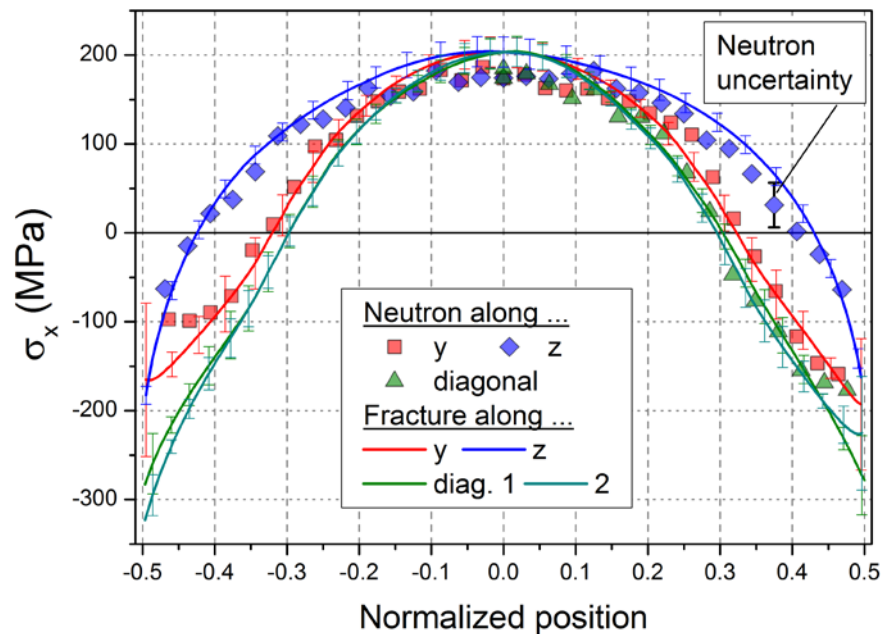 Neutron
uncertainty
200
100
0
-100
-200
-300
σx (MPa)
Neutron along ...
y z
diagonal
Fracture along ...
y z
diag. 1 2
-0.5 -0.4 -0.3 -0.2 -0.1 0.0 0.1 0.2 0.3 0.4 0.5
Normalized position